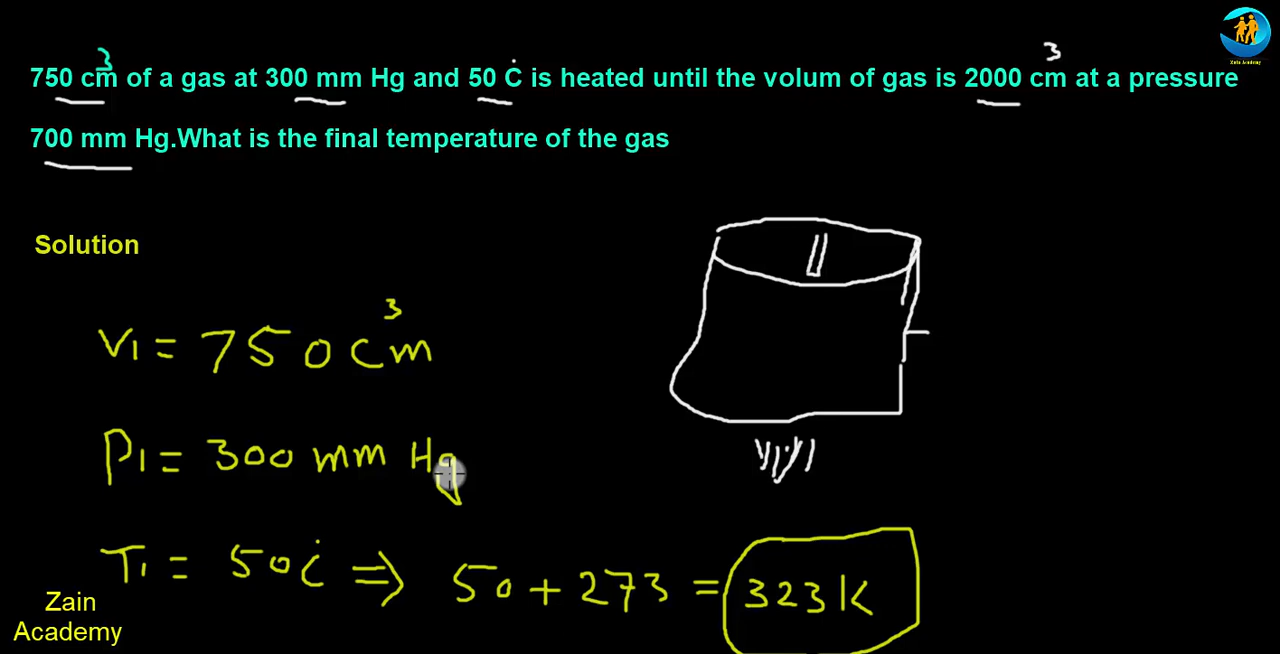 750 cm³ of a gas at 300 mm Hg and 50 Ċ is heated until the volum of gas is 2000 cm³ at a pressure
700 mm Hg.What is the final temperature of the gas
Solution
V1 = 750 cm³
P1 = 300 mm Hg
T1 = 50 ċ ⇒ 50 + 273 = 323 K
Zain
Academy
Zain Academy